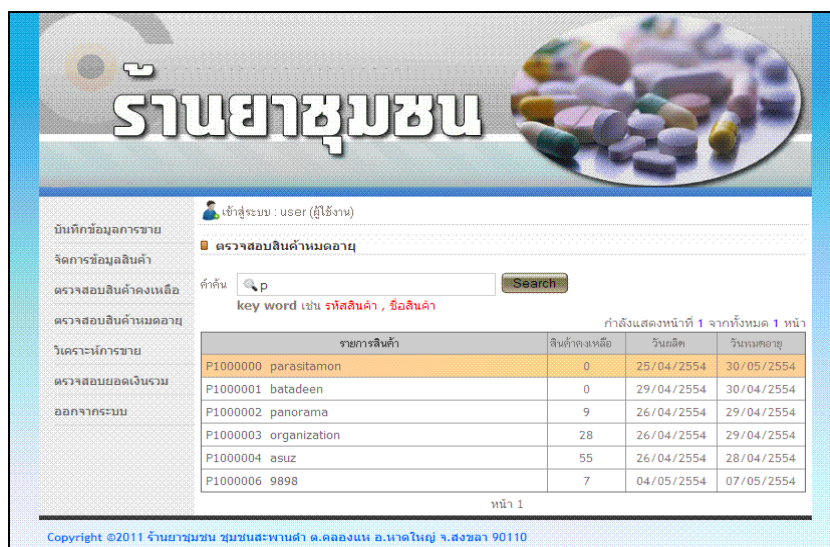 ร้านยาชุมชน
เข้าสู่ระบบ : user (ผู้ใช้งาน)
บันทึกข้อมูลการขาย
จัดการข้อมูลสินค้า
ตรวจสอบสินค้าคงเหลือ
ตรวจสอบสินค้าหมดอายุ
วิเคราะห์การขาย
ตรวจสอบยอดเงินรวม
ออกจากระบบ
ตรวจสอบสินค้าหมดอายุ
คำค้น p Search
key word เช่น รหัสสินค้า , ชื่อสินค้า
กำลังแสดงหน้าที่ 1 จากทั้งหมด 1 หน้า
รายการสินค้า สินค้าคงเหลือ วันผลิต วันหมดอายุ
P1000000 parasitamon 0 25/04/2554 30/05/2554
P1000001 batadeen 0 29/04/2554 30/04/2554
P1000002 panorama 9 26/04/2554 29/04/2554
P1000003 organization 28 26/04/2554 29/04/2554
P1000004 asuz 55 26/04/2554 28/04/2554
P1000006 9898 7 04/05/2554 07/05/2554
หน้า 1
Copyright ©2011 ร้านยาชุมชน ชุมชนสะพานดำ ต.คลองแห อ.หาดใหญ่ จ.สงขลา 90110